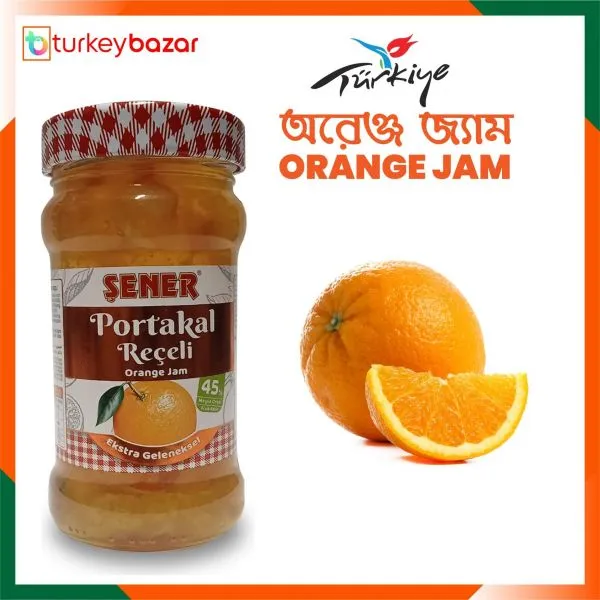 turkeybazar
Türkiye
অরেঞ্জ জ্যাম
ORANGE JAM
ŞENER®
Portakal
Reçeli
Orange Jam
45%
Ekstra Geleneksel